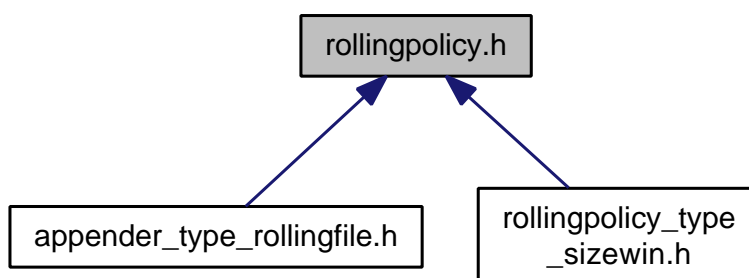 rollingpolicy.h
appender_type_rollingfile.h
rollingpolicy_type
_sizewin.h